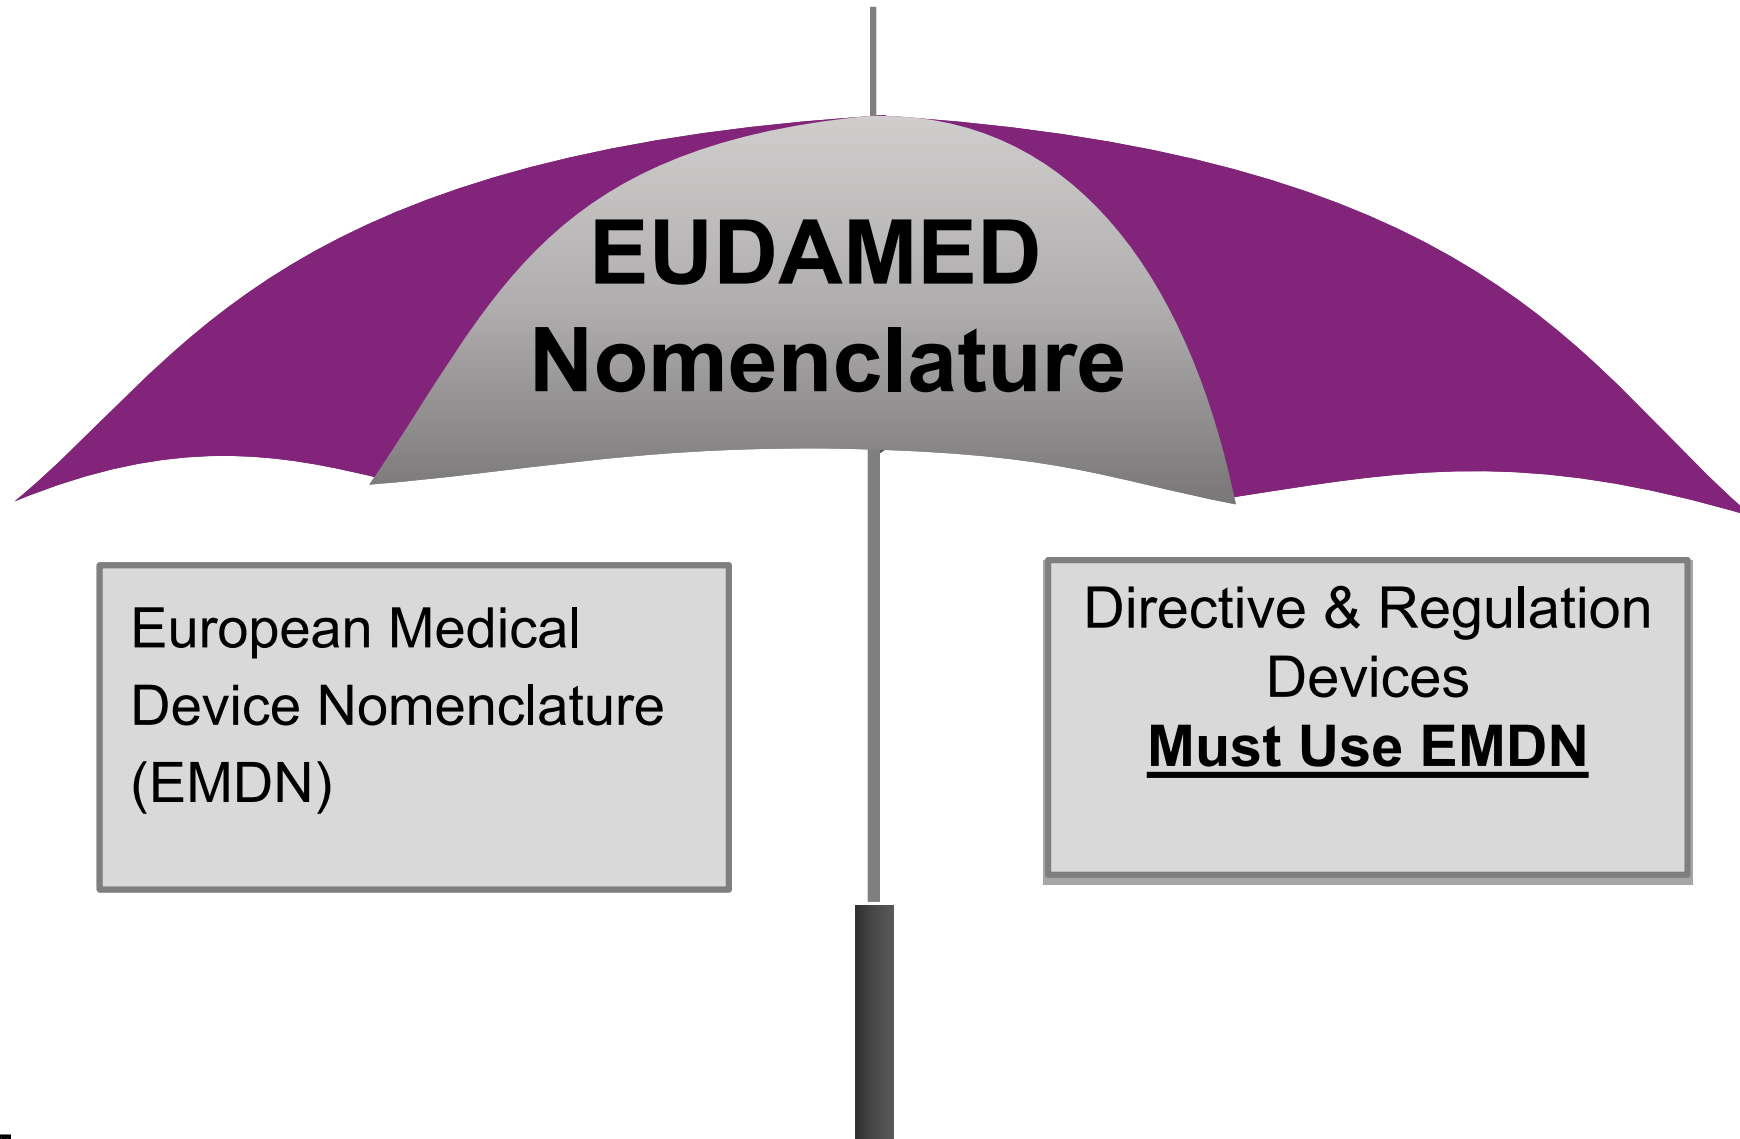 EUDAMED
Nomenclature
European Medical
Device Nomenclature
(EMDN)
Directive & Regulation
Devices
Must Use EMDN